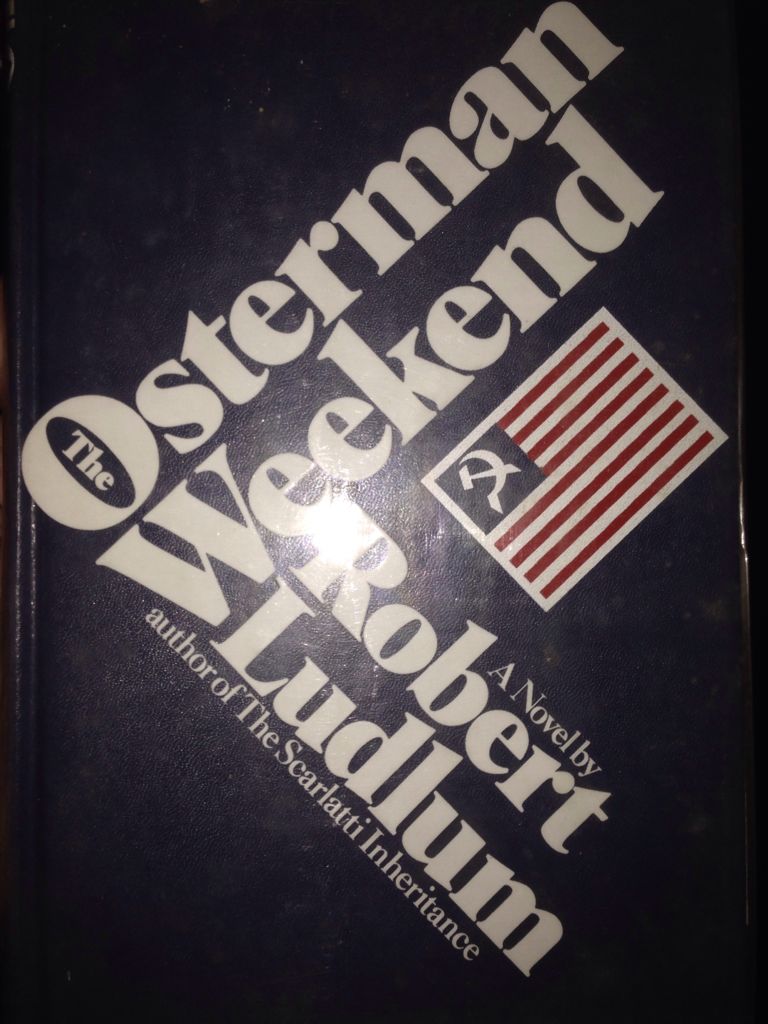 The
Osterman
Weekend
A Novel by
Robert
Ludlum
author of The Scarlatti Inheritance